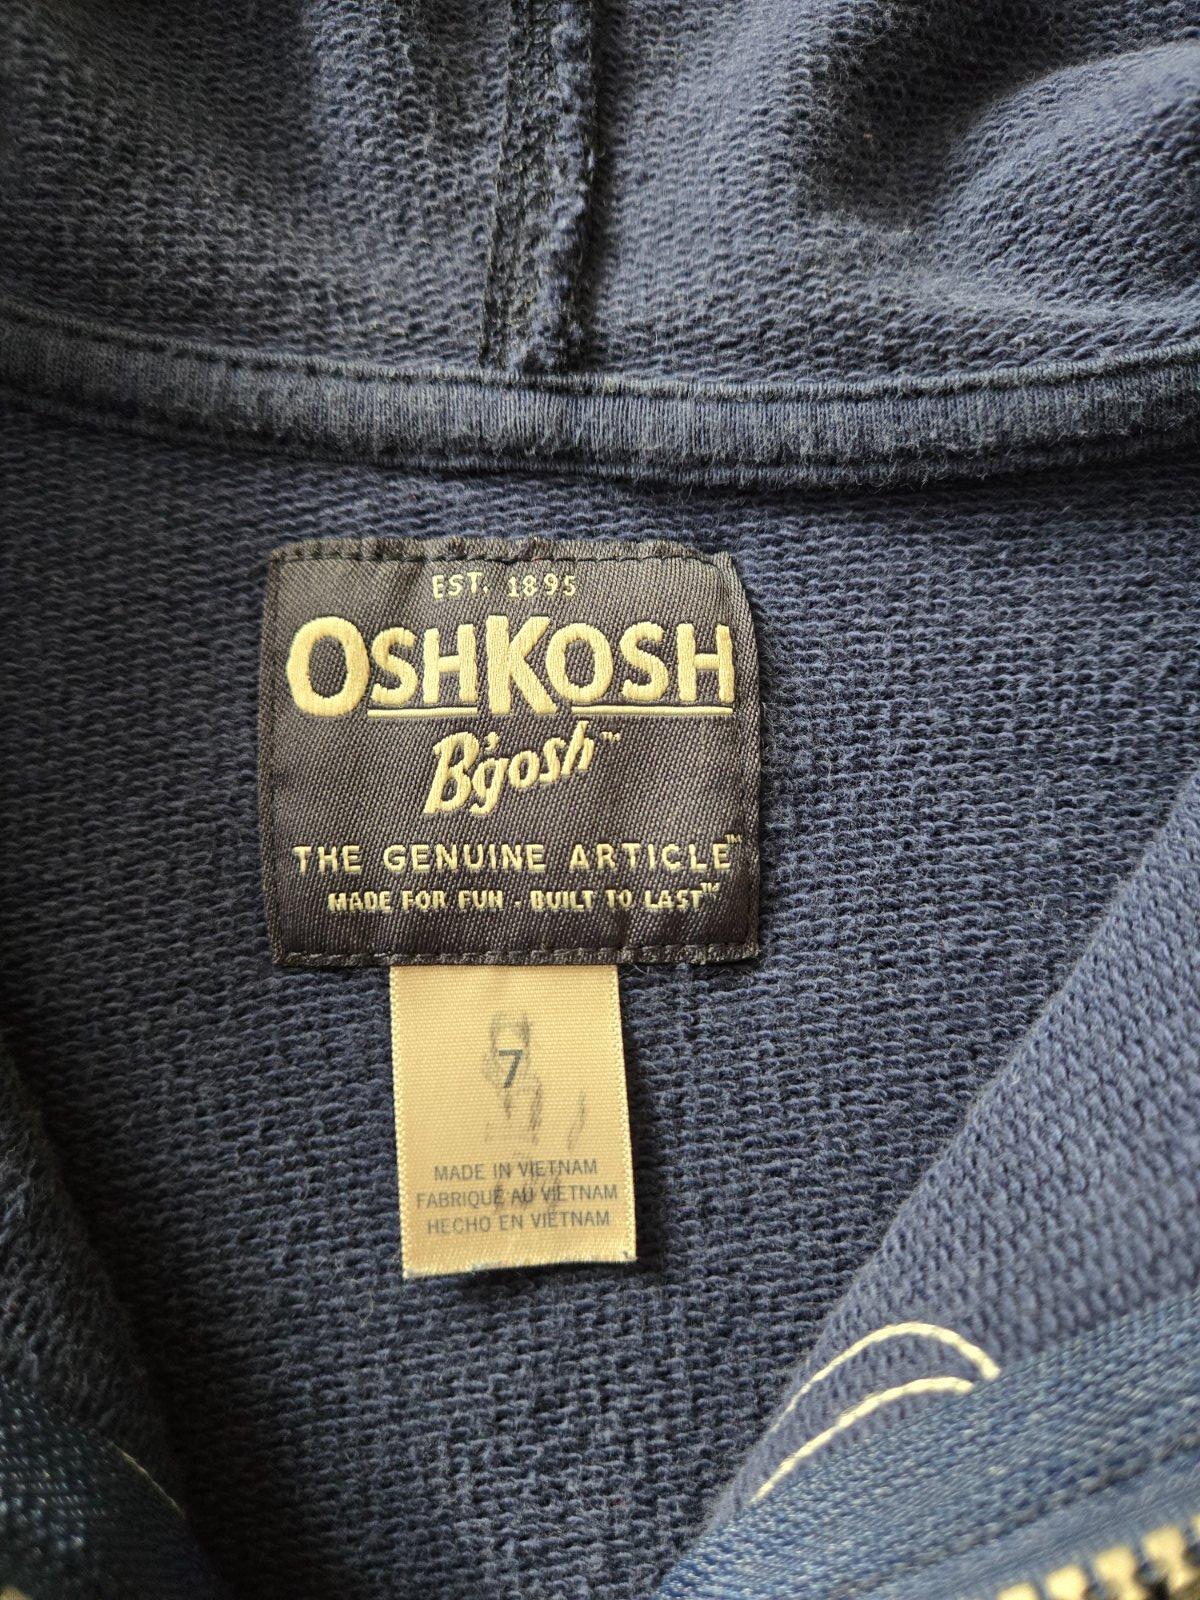 EST. 1895
OSHKOSH
B'gosh™
THE GENUINE ARTICLE™
MADE FOR FUN - BUILT TO LAST™
7
MADE IN VIETNAM
FABRIQUÉ AU VIETNAM
HECHO EN VIETNAM